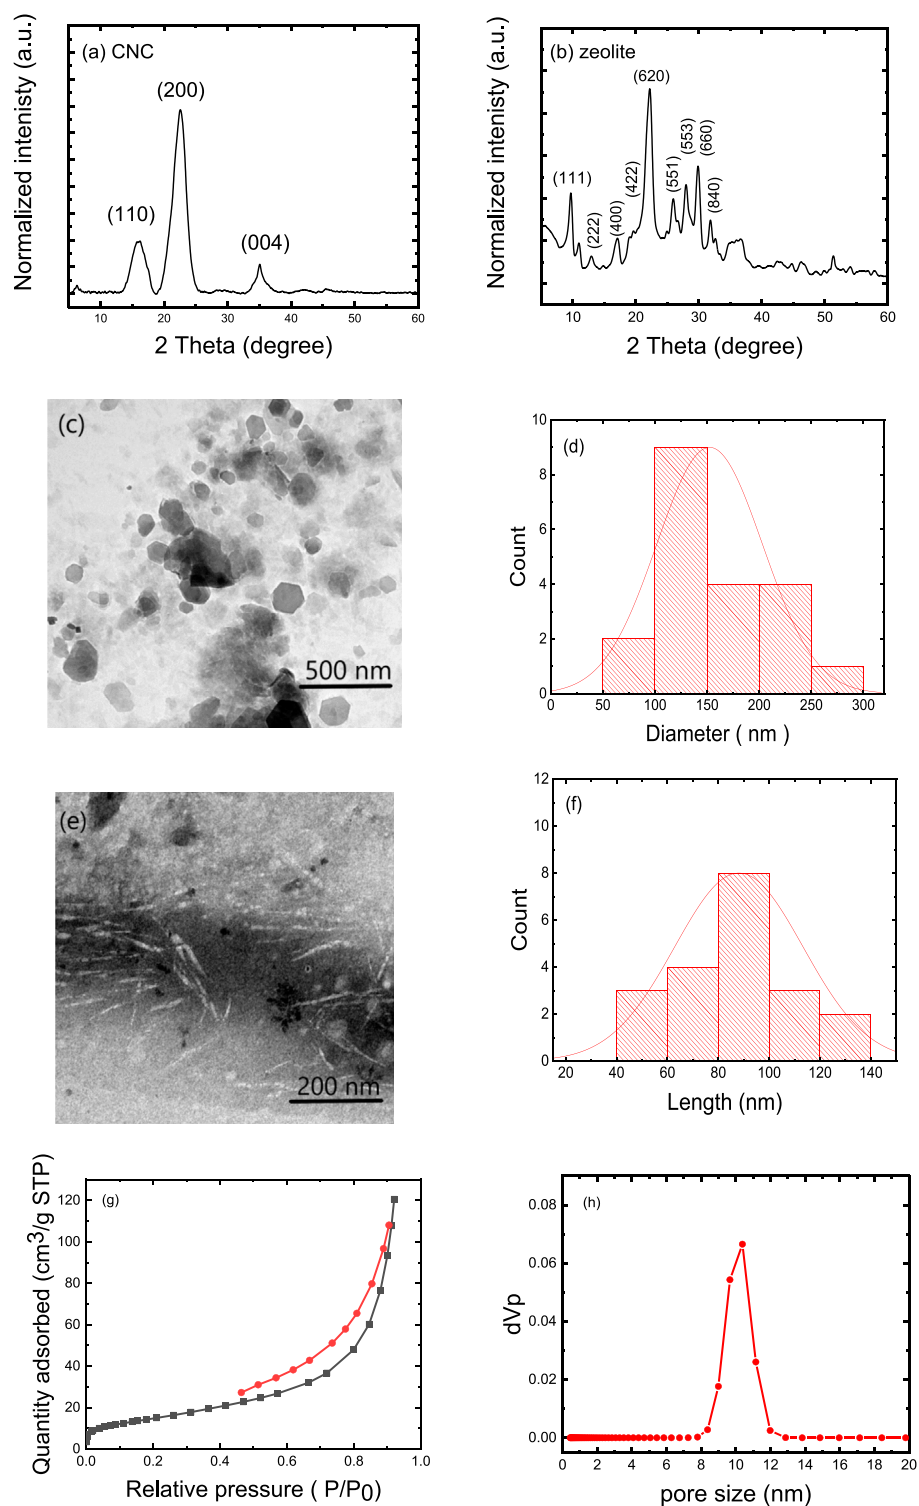 (a) CNC
(110)
(200)
(004)
Normalized intenisty (a.u.)
10 20 30 40 50 60
2 Theta (degree)
(b) zeolite
(111)
(222)
(400)
(422)
(620)
(551)
(553)
(660)
(840)
Normalized intenisty (a.u.)
10 20 30 40 50 60
2 Theta (degree)
(c)
500 nm
(d)
10
8
6
4
2
0
Count
0 50 100 150 200 250 300
Diameter ( nm )
(e)
200 nm
(f)
12
10
8
6
4
2
0
Count
20 40 60 80 100 120 140
Length (nm)
(g)
120
100
80
60
40
20
0
Quantity adsorbed (cm³/g STP)
0.0 0.2 0.4 0.6 0.8 1.0
Relative pressure ( P/P₀)
(h)
0.08
0.06
0.04
0.02
0.00
dVp
0 2 4 6 8 10 12 14 16 18 20
pore size (nm)